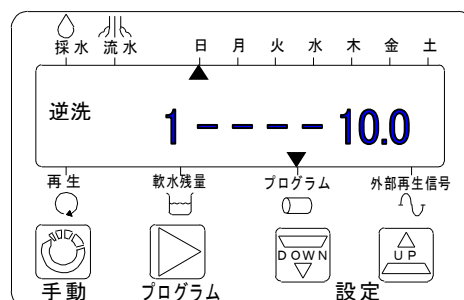 採水 流水 日 月 火 水 木 金 土
逆洗 1 ---- 10.0
再生 軟水残量 プログラム 外部再生信号
DOWN UP
手動 プログラム 設定